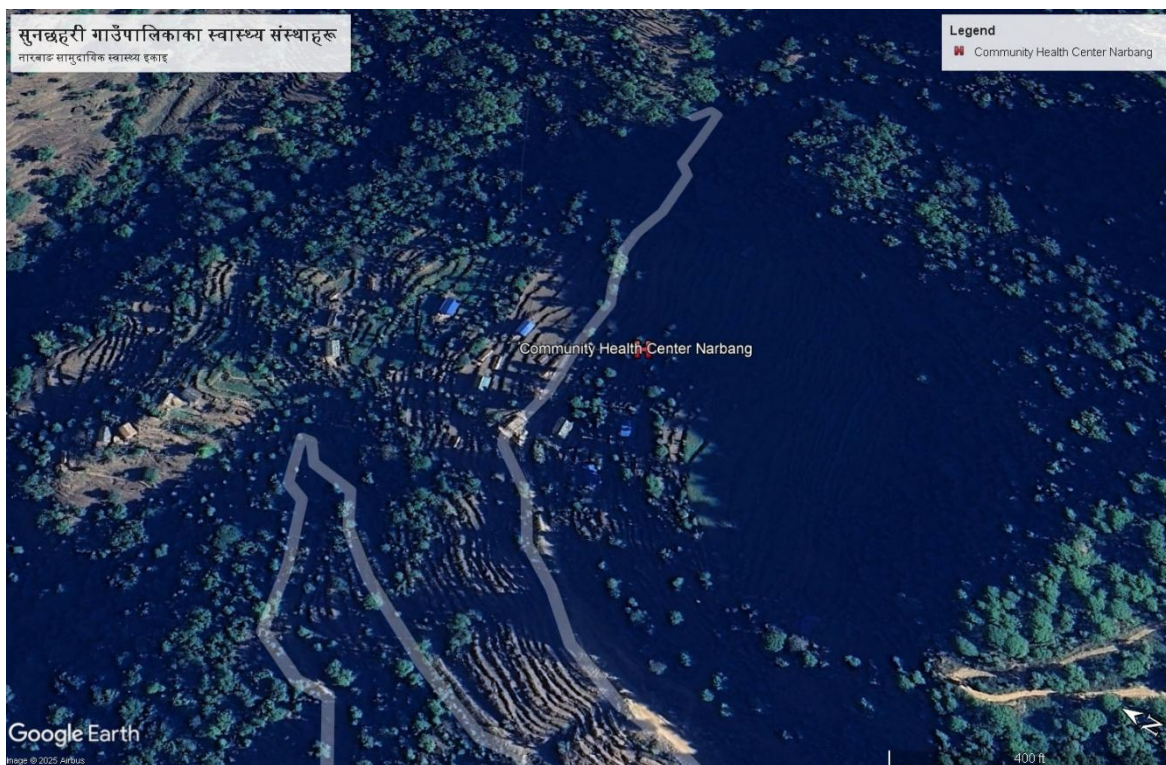 सुनछहरी गाउँपालिकाका स्वास्थ्य संस्थाहरू
नारबाङ सामुदायिक स्वास्थ्य इकाइ
Legend
Community Health Center Narbang
Community Health Center Narbang
Google Earth
Image © 2025 Airbus
N
400 ft